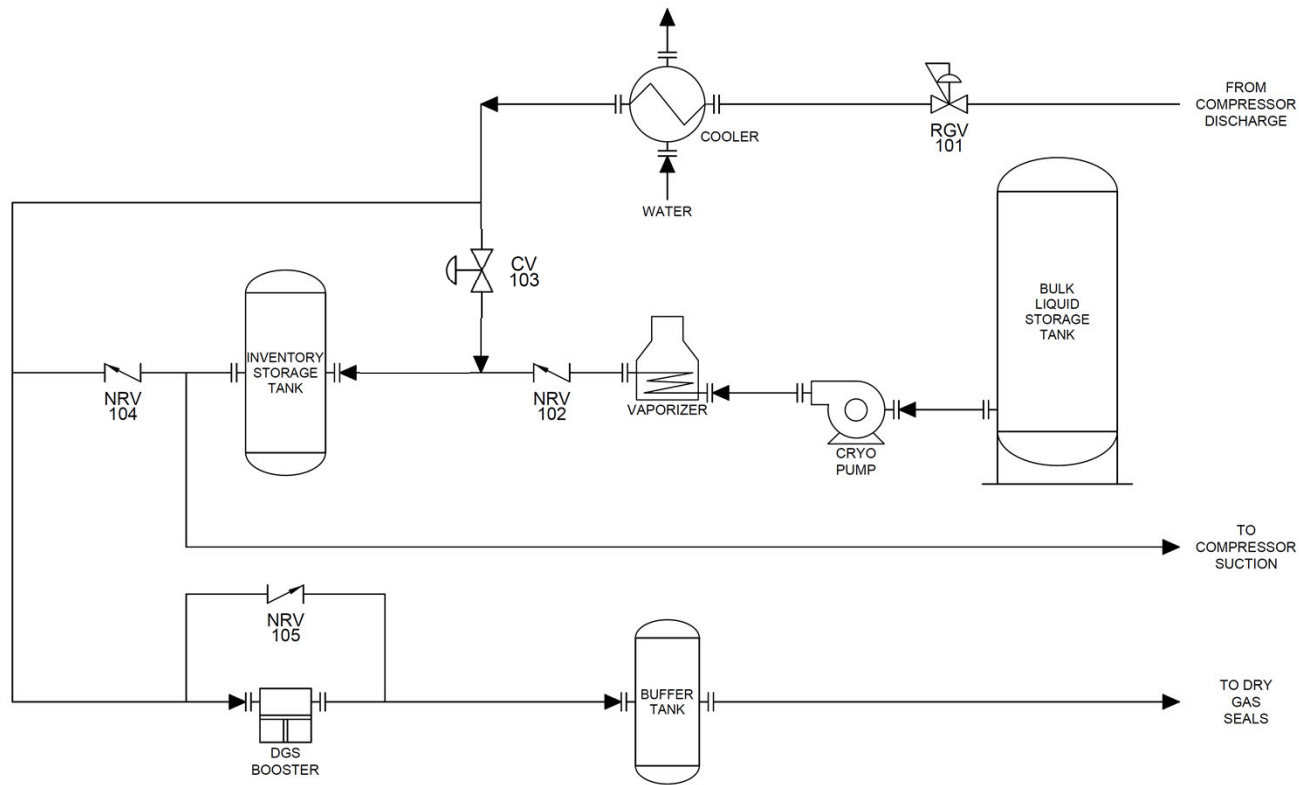 FROM
COMPRESSOR
DISCHARGE
RGV
101
COOLER
WATER
CV
103
BULK
LIQUID
STORAGE
TANK
INVENTORY
STORAGE
TANK
NRV
104
NRV
102
VAPORIZER
CRYO
PUMP
TO
COMPRESSOR
SUCTION
NRV
105
DGS
BOOSTER
BUFFER
TANK
TO DRY
GAS
SEALS